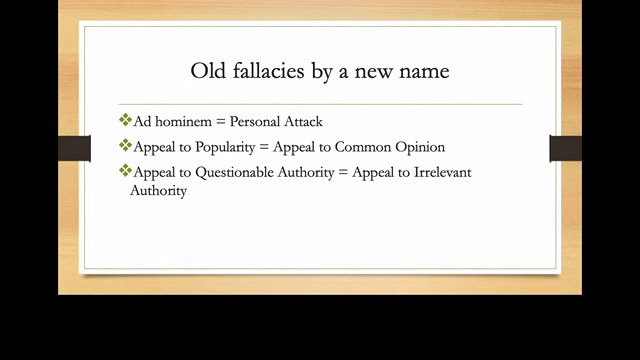 Old fallacies by a new name
❖Ad hominem = Personal Attack
❖Appeal to Popularity = Appeal to Common Opinion
❖Appeal to Questionable Authority = Appeal to Irrelevant
Authority